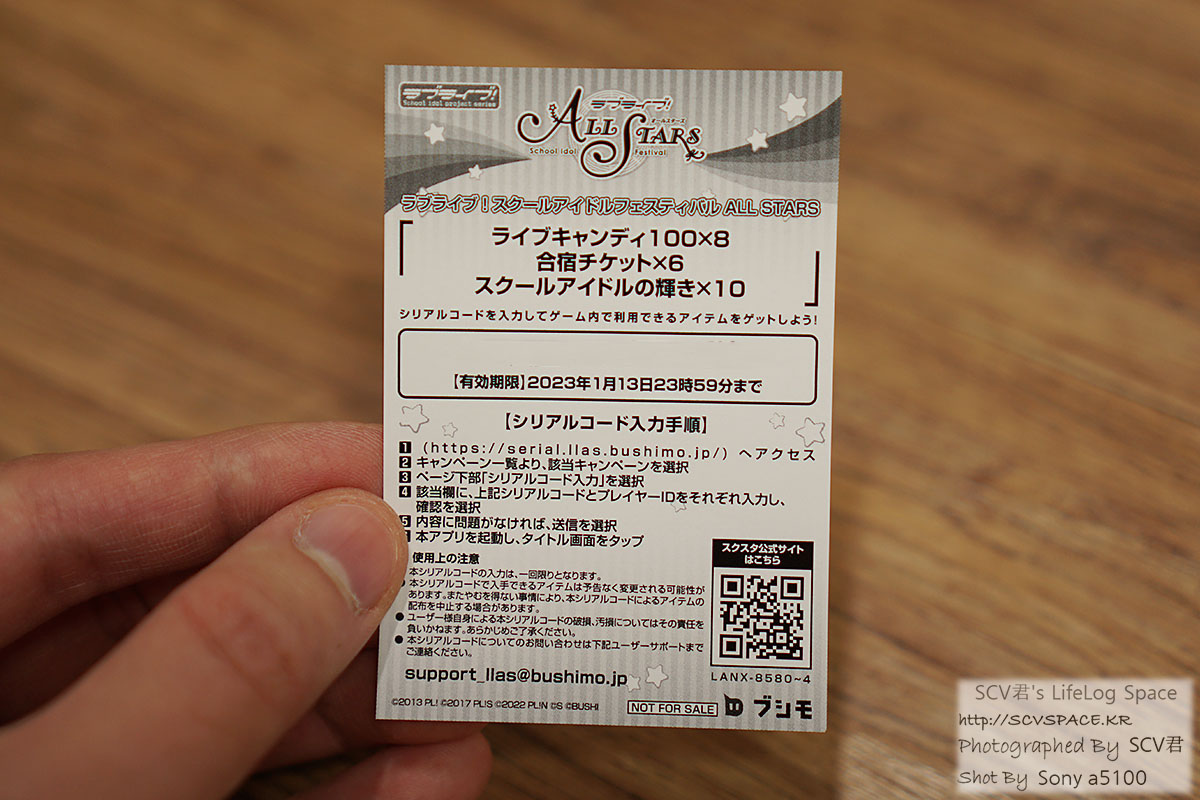 ラブライブ!
School idol project series
ラブライブ!
ALL STARS
オールスターズ
School idol Festival
ラブライブ!スクールアイドルフェスティバル ALL STARS
「ライブキャンディ100×8
合宿チケット×6
スクールアイドルの輝き×10」
シリアルコードを入力してゲーム内で利用できるアイテムをゲットしよう!
【有効期限】2023年1月13日23時59分まで
【シリアルコード入力手順】
1 (https://serial.llas.bushimo.jp/) へアクセス
2 キャンペーン一覧より、該当キャンペーンを選択
3 ページ下部「シリアルコード入力」を選択
4 該当欄に、上記シリアルコードとプレイヤーIDをそれぞれ入力し、
確認を選択
5 内容に問題がなければ、送信を選択
本アプリを起動し、タイトル画面をタップ
使用上の注意
本シリアルコードの入力は、一回限りとなります。
本シリアルコードで入手できるアイテムは予告なく変更される可能性が
あります。またやむを得ない事情により、本シリアルコードによるアイテムの
配布を中止する場合があります。
●ユーザー様自身による本シリアルコードの破損、汚損についてはその責任を
負いかねます。あらかじめご了承ください。
●本シリアルコードについてのお問い合わせは下記ユーザーサポートまで
ご連絡ください。
support_llas@bushimo.jp
スクスタ公式サイト
はこちら
LANX-8580~4
©2013 PL! ©2017 PL!S ©2022 PL!N ©S ©BUSHI
NOT FOR SALE
ブシモ
SCV君's LifeLog Space
http://SCVSPACE.KR
Photographed By SCV君
Shot By Sony a5100